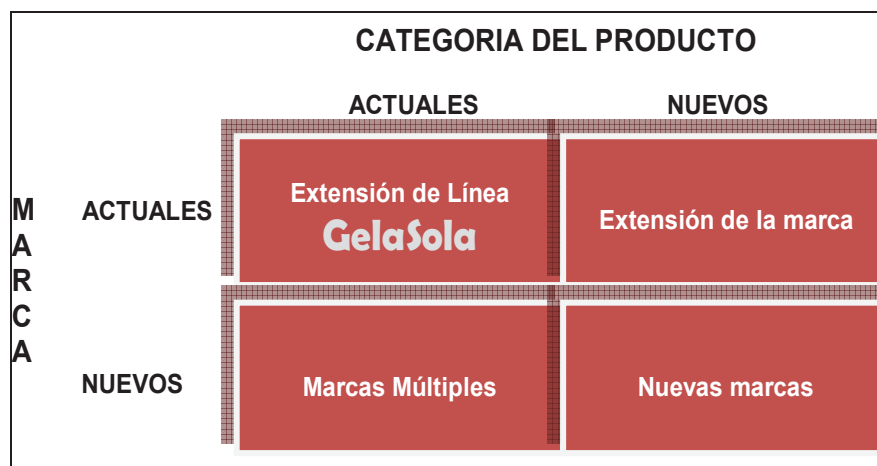 CATEGORIA DEL PRODUCTO
ACTUALES NUEVOS
MARCA
ACTUALES
Extensión de Línea
GelaSola
Extensión de la marca
NUEVOS
Marcas Múltiples
Nuevas marcas